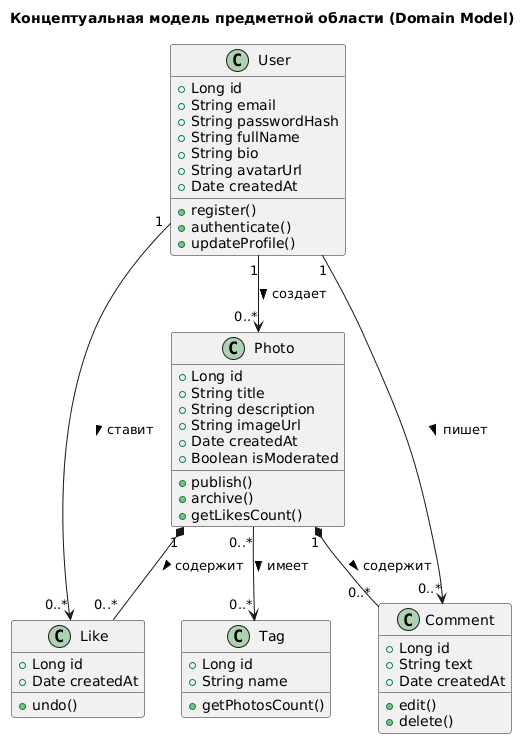 Концептуальная модель предметной области (Domain Model)
C User
Long id
String email
String passwordHash
String fullName
String bio
String avatarUrl
Date createdAt
register()
authenticate()
updateProfile()
1
1
1
создает
0..*
C Photo
Long id
String title
String description
String imageUrl
Date createdAt
Boolean isModerated
publish()
archive()
getLikesCount()
ставит
пишет
1
0..*
1
содержит
имеет
содержит
0..*
0..*
0..*
0..*
0..*
C Like
Long id
Date createdAt
undo()
C Tag
Long id
String name
getPhotosCount()
C Comment
Long id
String text
Date createdAt
edit()
delete()